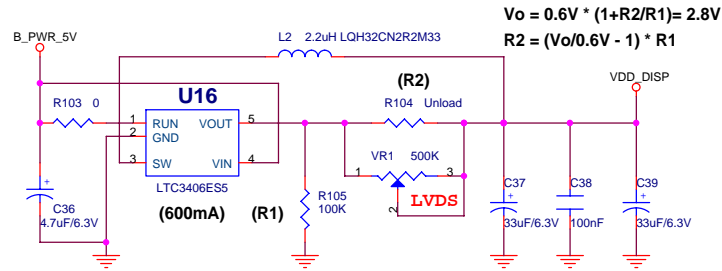 Vo = 0.6V * (1+R2/R1)= 2.8V
R2 = (Vo/0.6V - 1) * R1
L2 2.2uH LQH32CN2R2M33
B_PWR_5V
VDD_DISP
(R2)
R103 0
U16
R104 Unload
1 RUN VOUT 5
2 GND
3 SW VIN 4
LTC3406ES5
(600mA)
(R1)
VR1 500K
1 3
2
LVDS
+
C36
4.7uF/6.3V
R105
100K
+
C37
33uF/6.3V
C38
100nF
+
C39
33uF/6.3V